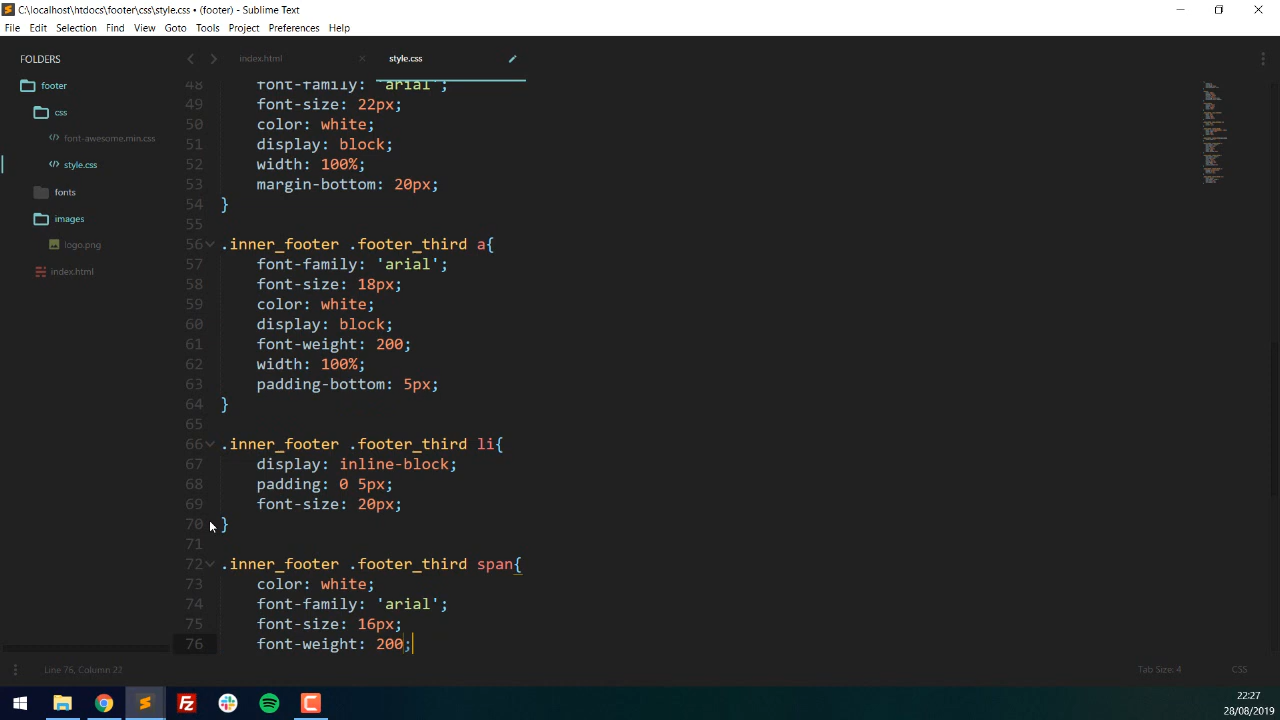 C:\localhost\htdocs\footer\css\style.css • (footer) - Sublime Text
File Edit Selection Find View Goto Tools Project Preferences Help
FOLDERS
footer
css
font-awesome.min.css
style.css
fonts
images
logo.png
index.html
index.html
style.css
48 font-family: 'arial';
49 font-size: 22px;
50 color: white;
51 display: block;
52 width: 100%;
53 margin-bottom: 20px;
54 }
55
56 .inner_footer .footer_third a{
57 font-family: 'arial';
58 font-size: 18px;
59 color: white;
60 display: block;
61 font-weight: 200;
62 width: 100%;
63 padding-bottom: 5px;
64 }
65
66 .inner_footer .footer_third li{
67 display: inline-block;
68 padding: 0 5px;
69 font-size: 20px;
70 }
71
72 .inner_footer .footer_third span{
73 color: white;
74 font-family: 'arial';
75 font-size: 16px;
76 font-weight: 200;
Line 76, Column 22
Tab Size: 4
CSS
22:27
28/08/2019